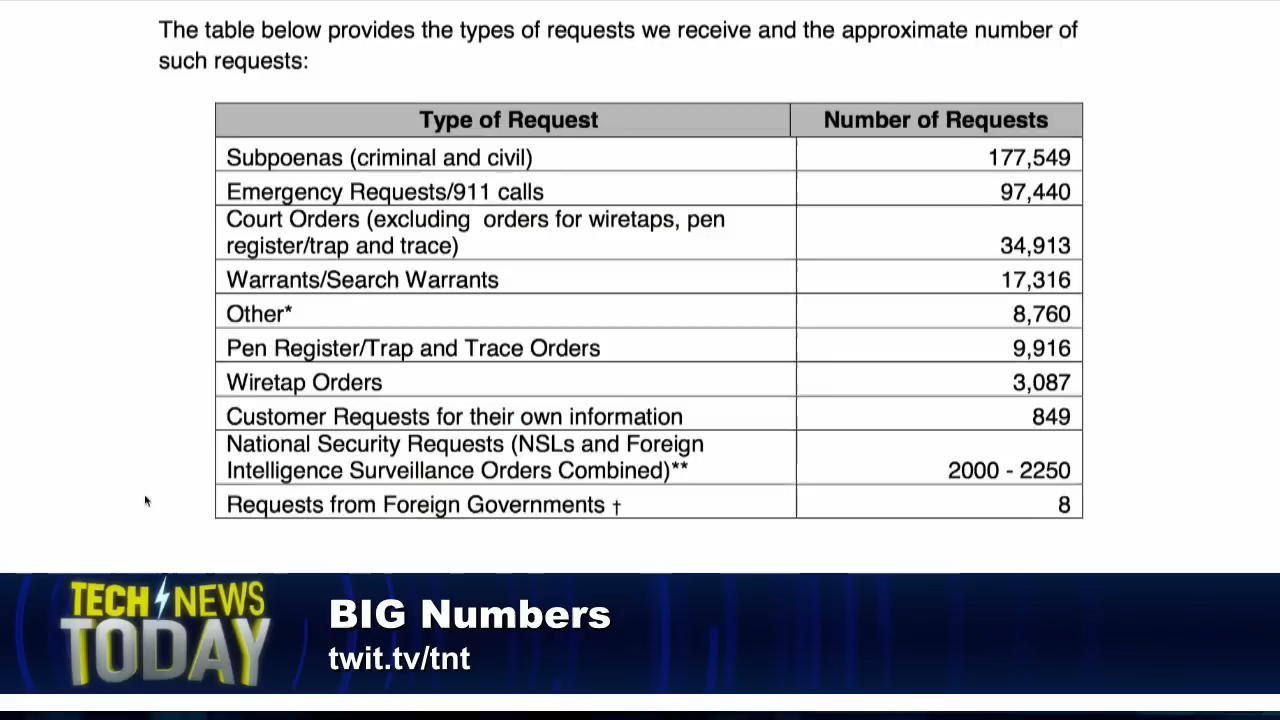 The table below provides the types of requests we receive and the approximate number of
such requests:
Type of Request Number of Requests
Subpoenas (criminal and civil) 177,549
Emergency Requests/911 calls 97,440
Court Orders (excluding orders for wiretaps, pen
register/trap and trace) 34,913
Warrants/Search Warrants 17,316
Other* 8,760
Pen Register/Trap and Trace Orders 9,916
Wiretap Orders 3,087
Customer Requests for their own information 849
National Security Requests (NSLs and Foreign
Intelligence Surveillance Orders Combined)** 2000 - 2250
Requests from Foreign Governments † 8
TECH NEWS
TODAY
BIG Numbers
twit.tv/tnt